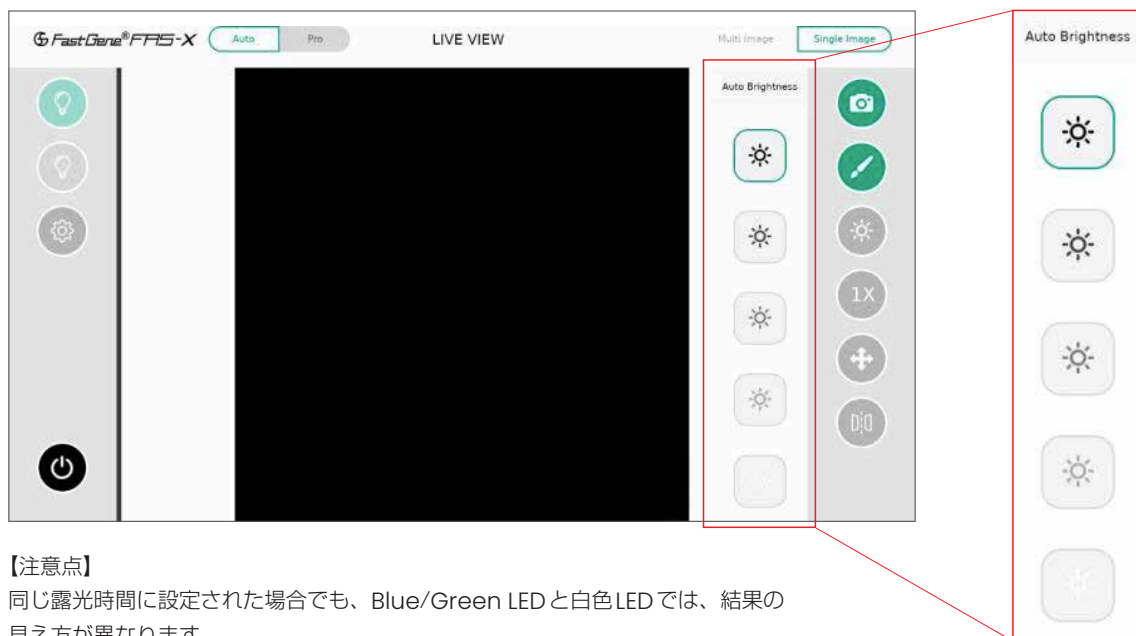 FastGene® FAS-X
Auto
Pro
LIVE VIEW
Multi Image
Single Image
Auto Brightness
1X
Auto Brightness
【注意点】
同じ露光時間に設定された場合でも、Blue/Green LEDと白色LEDでは、結果の
見え方が異なります